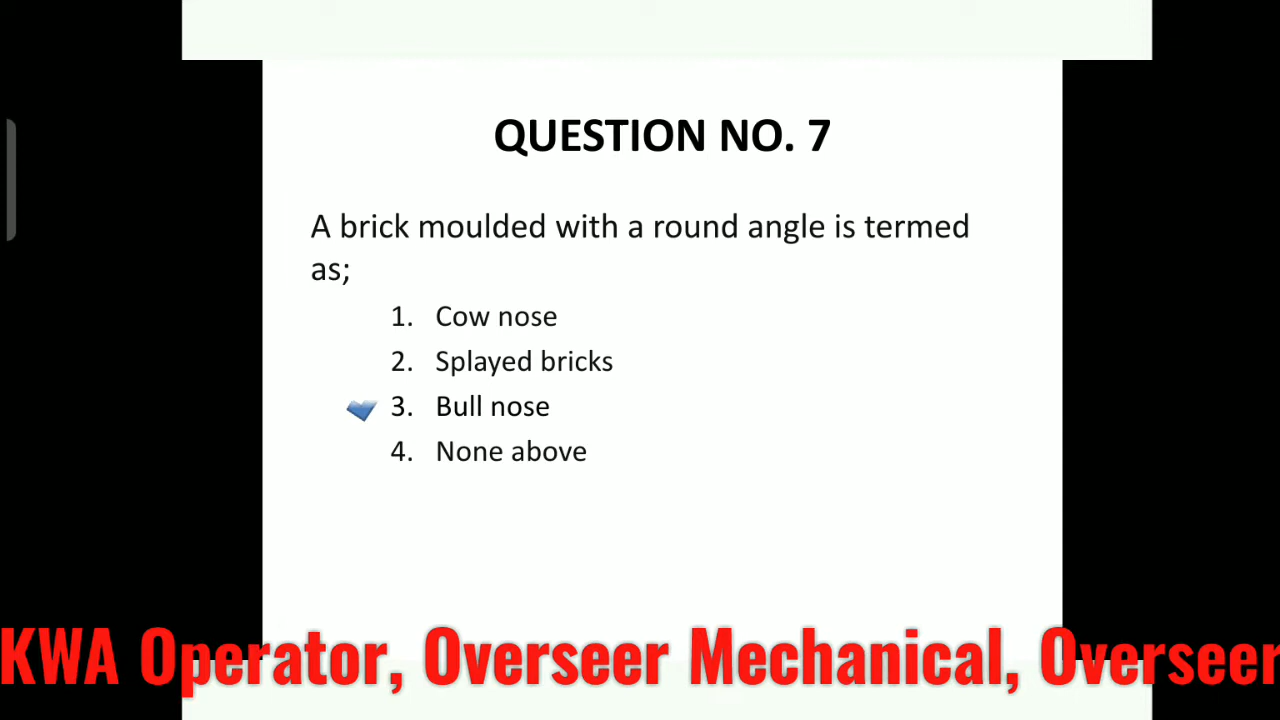 QUESTION NO. 7
A brick moulded with a round angle is termed
as;
1. Cow nose
2. Splayed bricks
3. Bull nose
4. None above
KWA Operator, Overseer Mechanical, Overseer